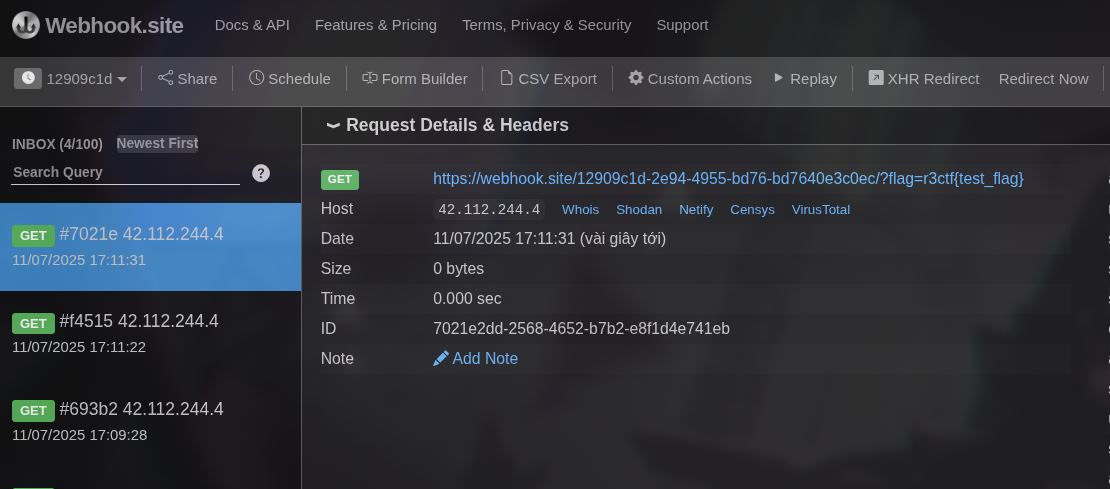 Webhook.site Docs & API Features & Pricing Terms, Privacy & Security Support
12909c1d Share Schedule Form Builder CSV Export Custom Actions Replay XHR Redirect Redirect Now
INBOX (4/100) Newest First
Search Query ?
GET #7021e 42.112.244.4
11/07/2025 17:11:31
GET #f4515 42.112.244.4
11/07/2025 17:11:22
GET #693b2 42.112.244.4
11/07/2025 17:09:28
Request Details & Headers
GET https://webhook.site/12909c1d-2e94-4955-bd76-bd7640e3c0ec/?flag=r3ctf{test_flag}
Host 42.112.244.4 Whois Shodan Netify Censys VirusTotal
Date 11/07/2025 17:11:31 (vài giây tới)
Size 0 bytes
Time 0.000 sec
ID 7021e2dd-2568-4652-b7b2-e8f1d4e741eb
Note Add Note